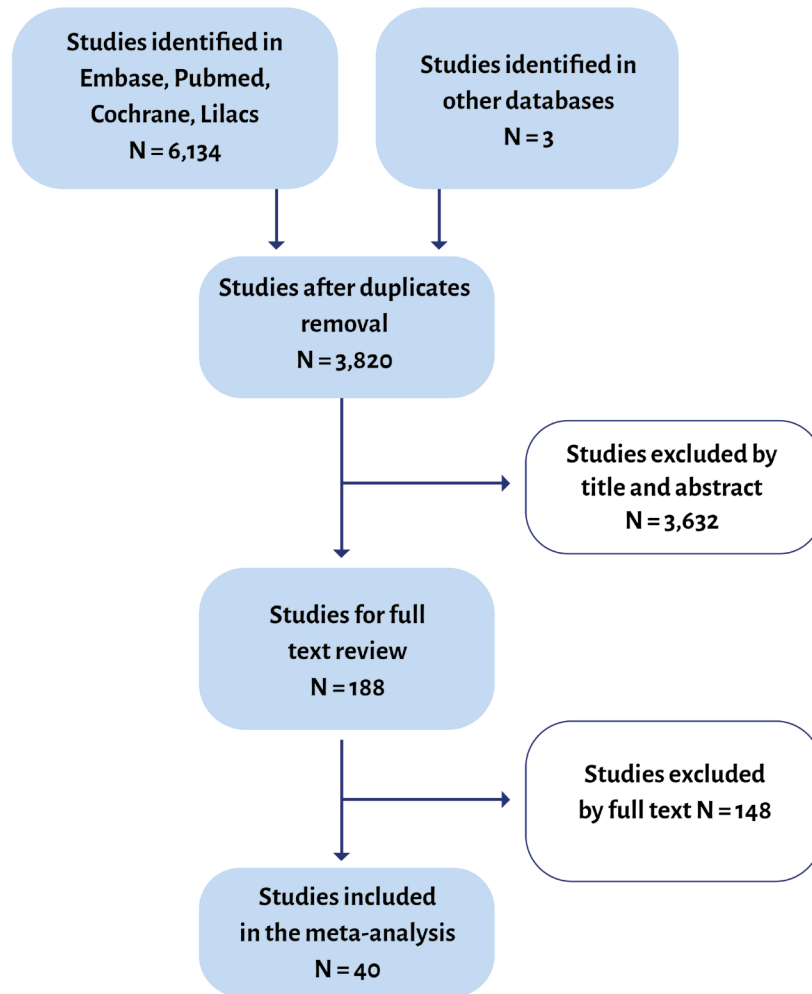 Studies identified in
Embase, Pubmed,
Cochrane, Lilacs
N = 6,134
Studies identified in
other databases
N = 3
Studies after duplicates
removal
N = 3,820
Studies excluded by
title and abstract
N = 3,632
Studies for full
text review
N = 188
Studies excluded
by full text N = 148
Studies included
in the meta-analysis
N = 40